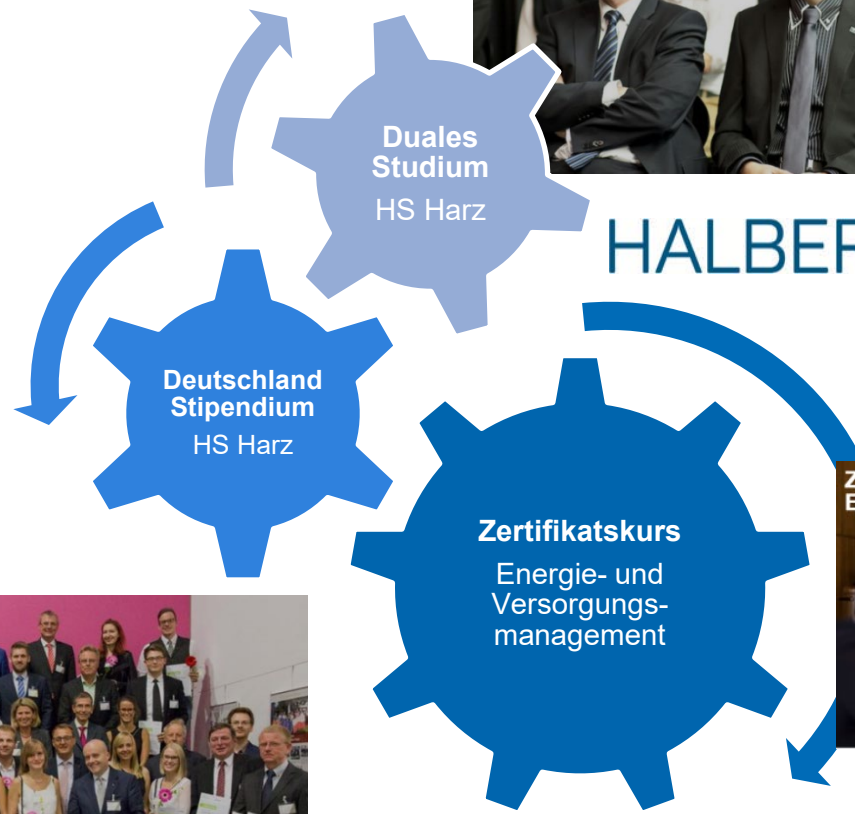 Duales
Studium
HS Harz
HALBER
Deutschland
Stipendium
HS Harz
Zertifikatskurs
Energie- und
Versorgungs-
management